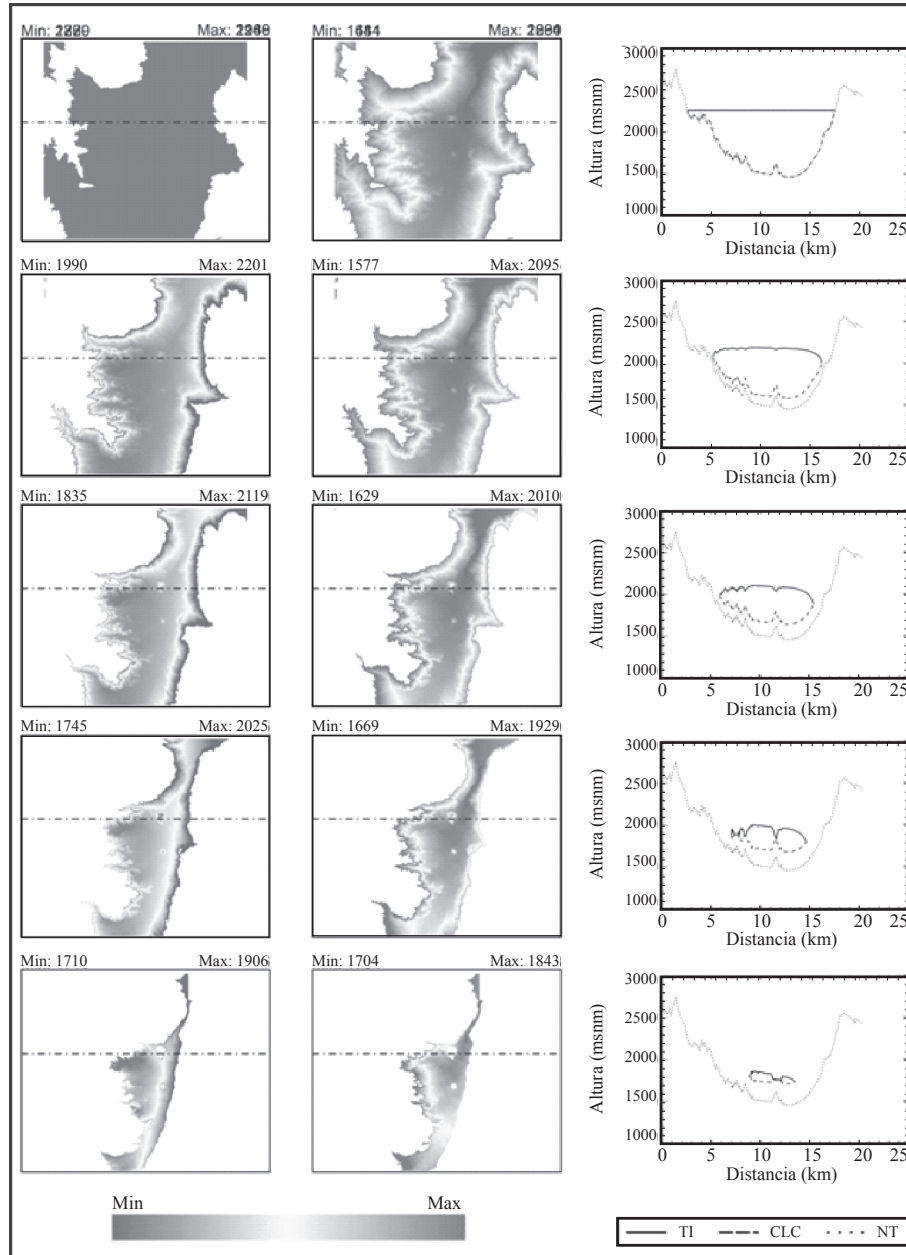 Min: Max:
Min: Max:
3000
2500
2000
1500
1000
Altura (msnm)
0 5 10 15 20 25
Distancia (km)
Min: 1990 Max: 2201
Min: 1577 Max: 2095
3000
2500
2000
1500
1000
Altura (msnm)
0 5 10 15 20 25
Distancia (km)
Min: 1835 Max: 2119
Min: 1629 Max: 2010
3000
2500
2000
1500
1000
Altura (msnm)
0 5 10 15 20 25
Distancia (km)
Min: 1745 Max: 2025
Min: 1669 Max: 1929
3000
2500
2000
1500
1000
Altura (msnm)
0 5 10 15 20 25
Distancia (km)
Min: 1710 Max: 1906
Min: 1704 Max: 1843
3000
2500
2000
1500
1000
Altura (msnm)
0 5 10 15 20 25
Distancia (km)
Min Max
TI CLC NT